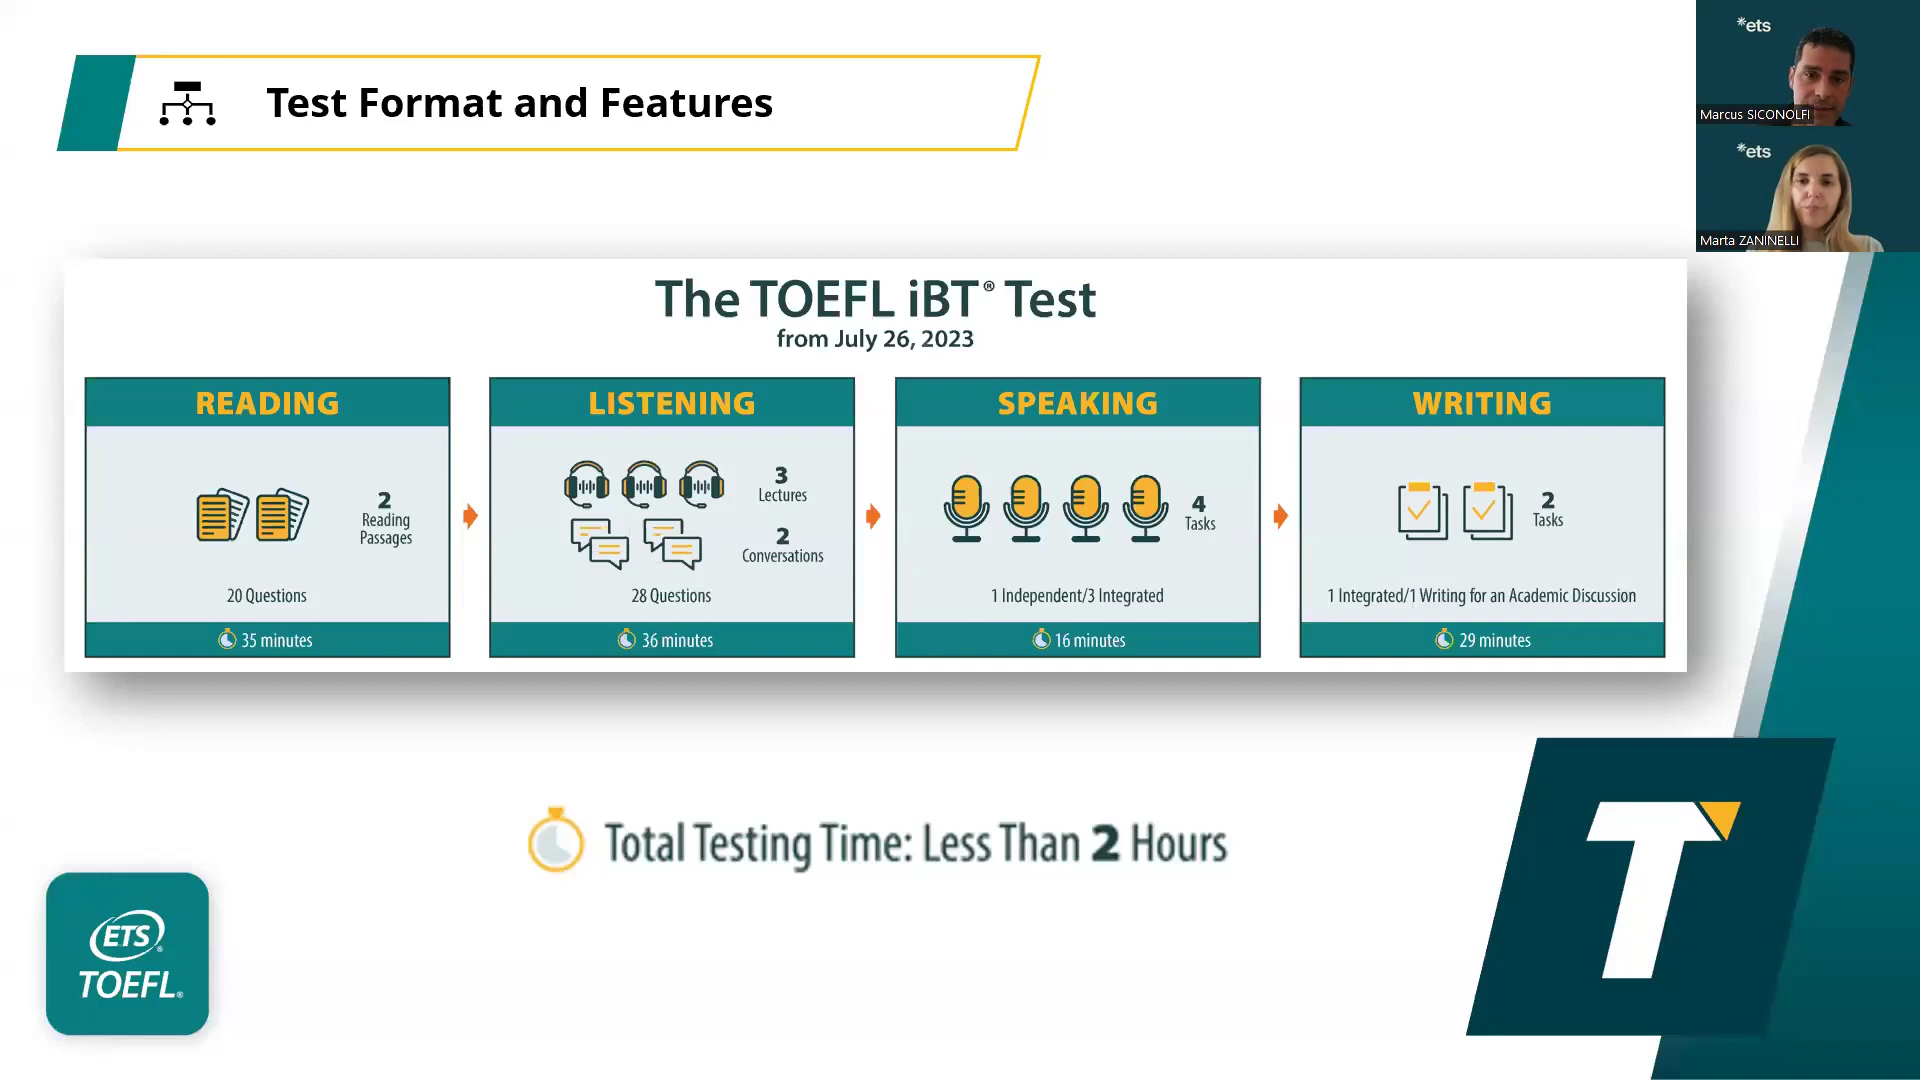 *ets
Marcus SICONOLFI
*ets
Marta ZANINELLI
Test Format and Features
The TOEFL iBT® Test
from July 26, 2023
READING
2
Reading
Passages
20 Questions
35 minutes
LISTENING
3
Lectures
2
Conversations
28 Questions
36 minutes
SPEAKING
4
Tasks
1 Independent/3 Integrated
16 minutes
WRITING
2
Tasks
1 Integrated/1 Writing for an Academic Discussion
29 minutes
Total Testing Time: Less Than 2 Hours
ETS®
TOEFL®
T